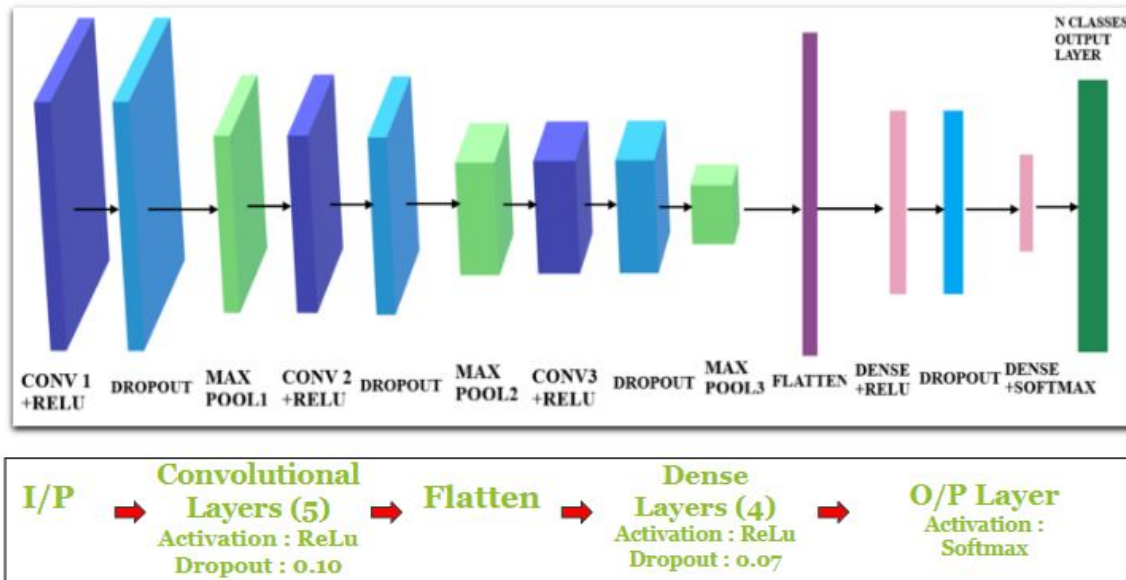 N CLASSES
OUTPUT
LAYER
CONV 1
+RELU
DROPOUT
MAX
POOL1
CONV 2
+RELU
DROPOUT
MAX
POOL2
CONV3
+RELU
DROPOUT
MAX
POOL3
FLATTEN
DENSE
+RELU
DROPOUT
DENSE
+SOFTMAX
I/P
Convolutional
Layers (5)
Activation : ReLu
Dropout : 0.10
Flatten
Dense
Layers (4)
Activation : ReLu
Dropout : 0.07
O/P Layer
Activation :
Softmax